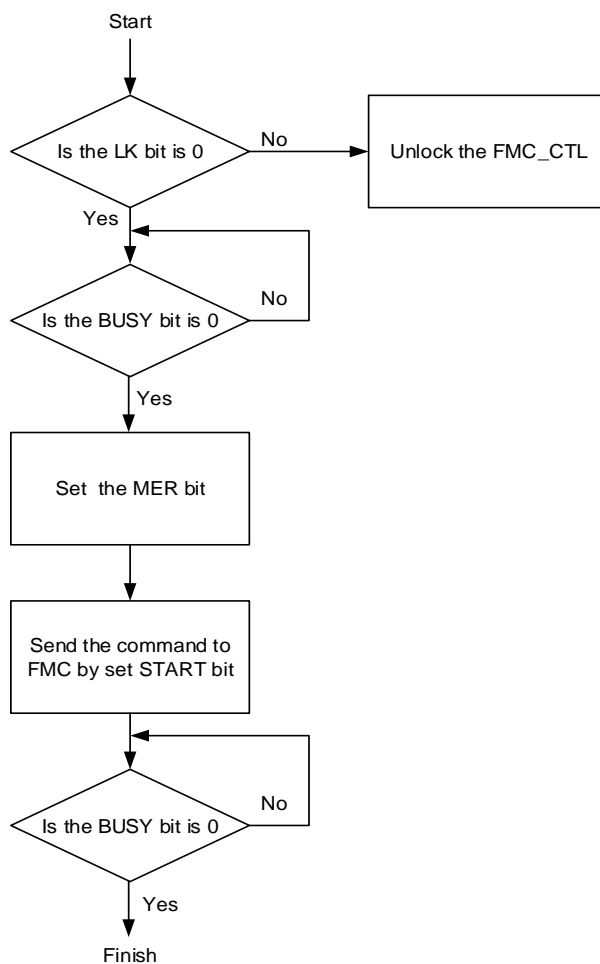 Start
Is the LK bit is 0
No
Unlock the FMC_CTL
Yes
No
Is the BUSY bit is 0
Yes
Set the MER bit
Send the command to
FMC by set START bit
No
Is the BUSY bit is 0
Yes
Finish